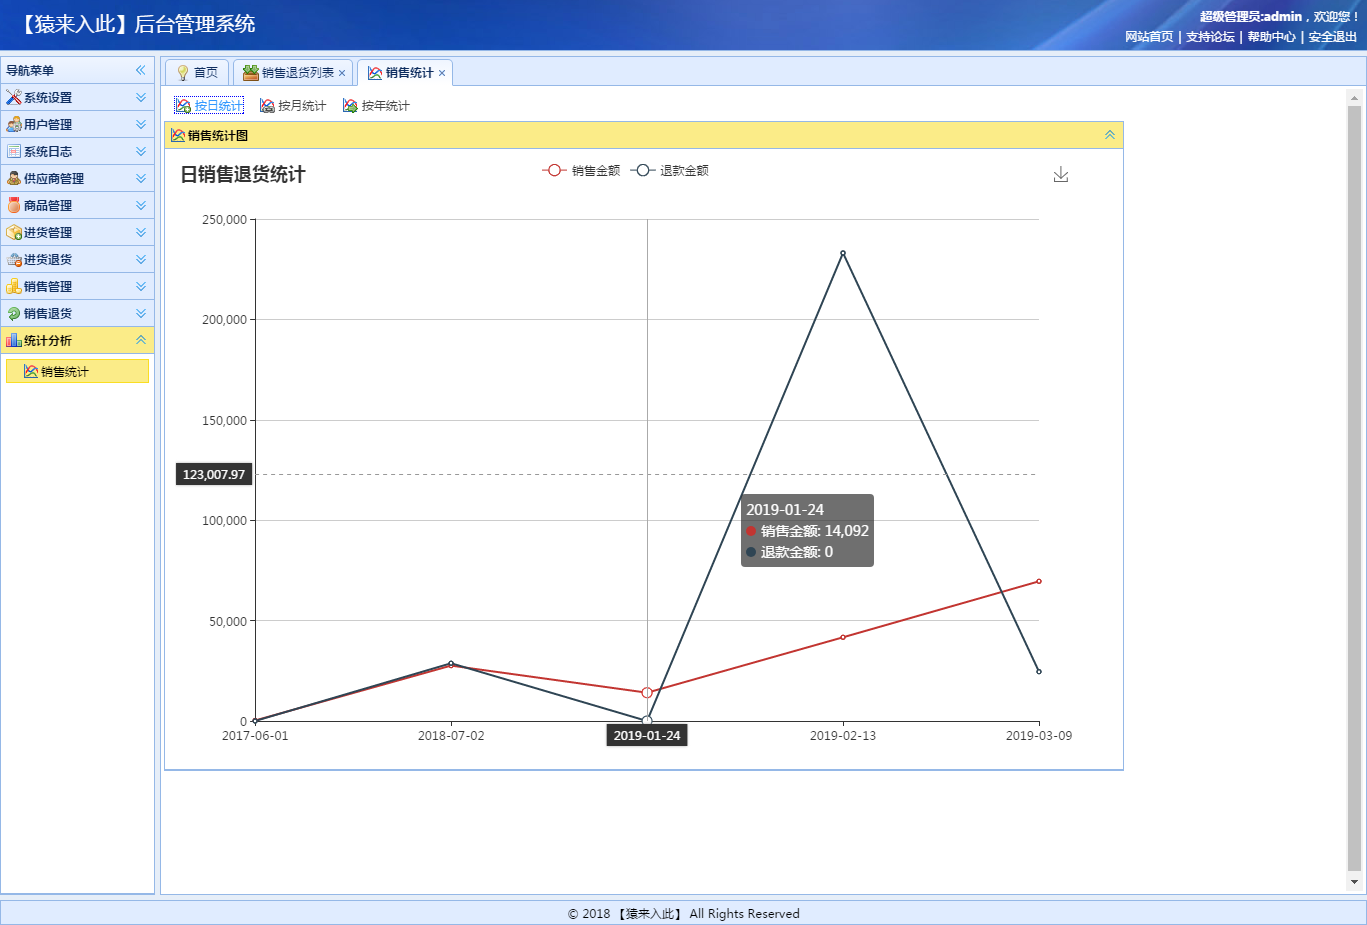 【猿来入此】后台管理系统
超级管理员:admin，欢迎您！
网站首页 | 支持论坛 | 帮助中心 | 安全退出
导航菜单
系统设置
用户管理
系统日志
供应商管理
商品管理
进货管理
进货退货
销售管理
销售退货
统计分析
销售统计
首页 销售退货列表 销售统计
按日统计 按月统计 按年统计
销售统计图
日销售退货统计
销售金额 退款金额
250,000
200,000
150,000
123,007.97
100,000
50,000
0
2019-01-24
销售金额: 14,092
退款金额: 0
2017-06-01 2018-07-02 2019-01-24 2019-02-13 2019-03-09
© 2018 【猿来入此】 All Rights Reserved